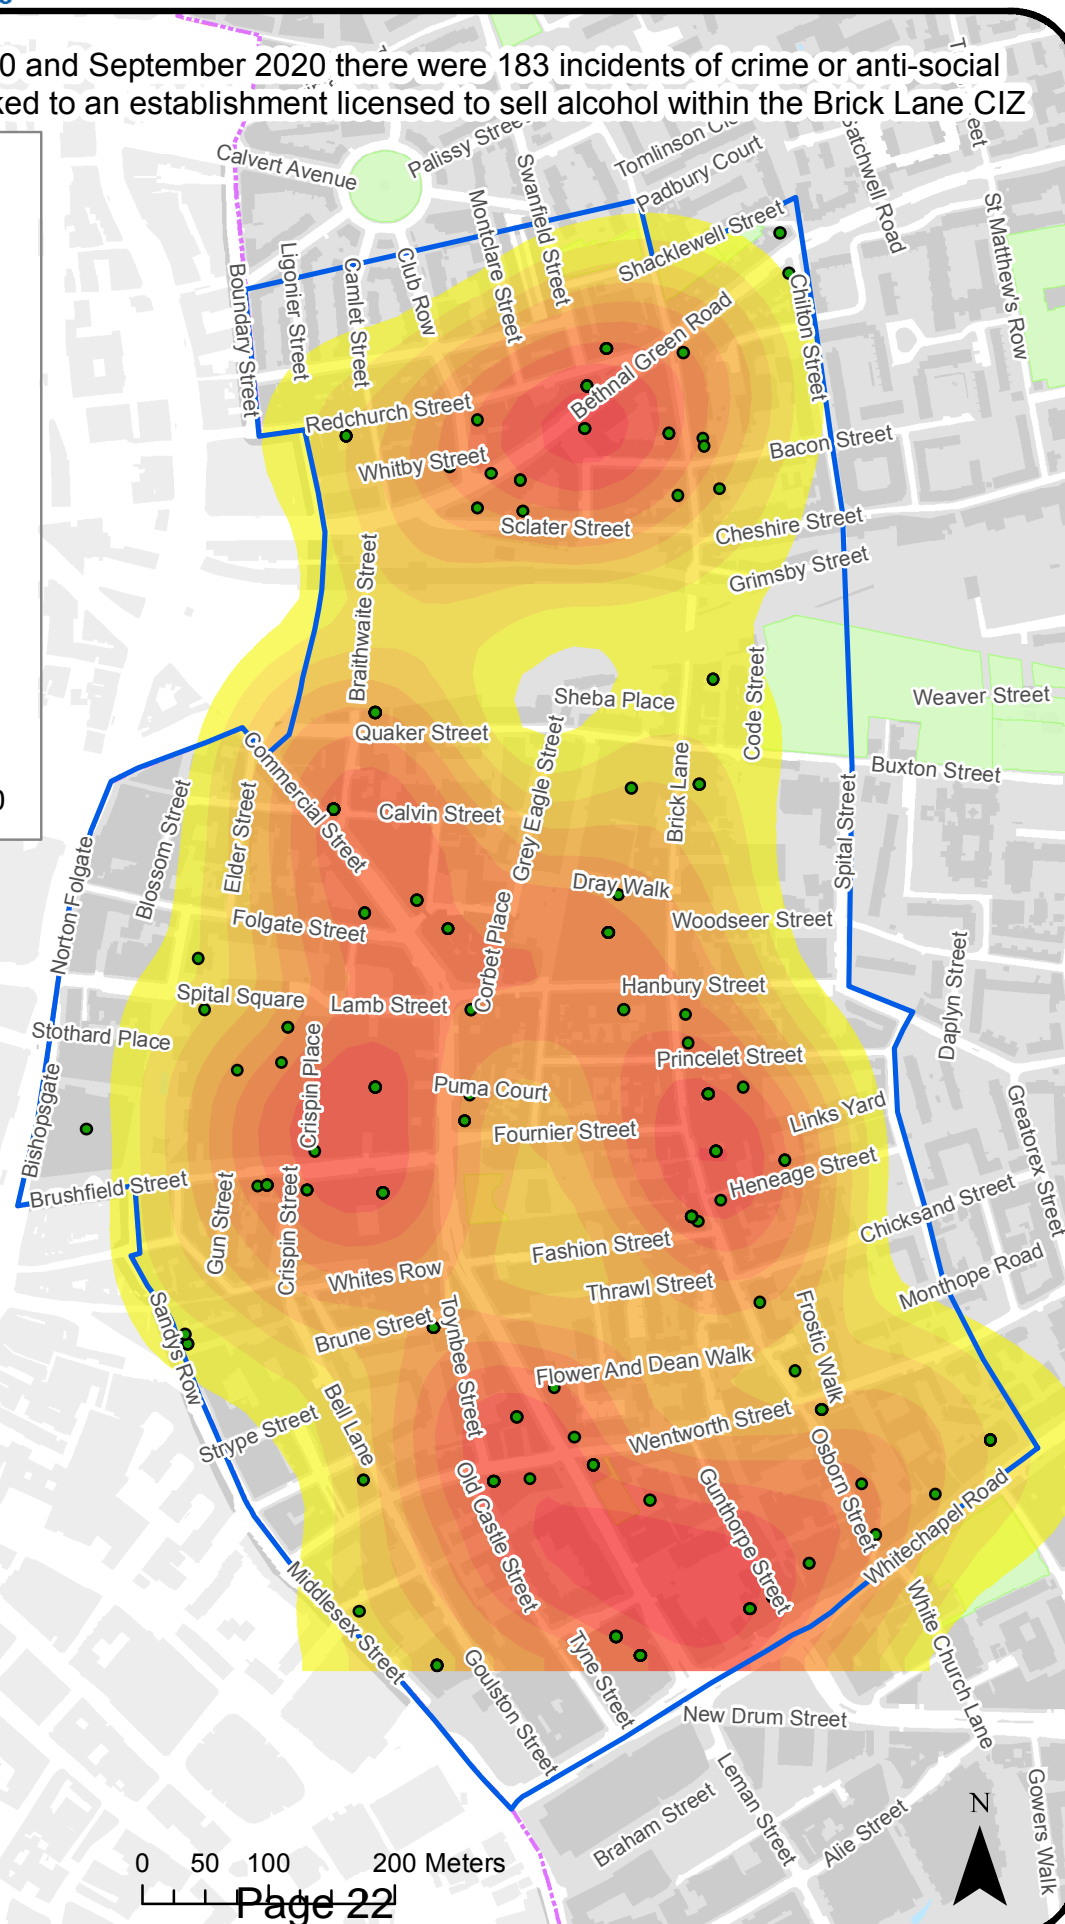 0 and September 2020 there were 183 incidents of crime or anti-social
ked to an establishment licensed to sell alcohol within the Brick Lane CIZ
Calvert Avenue
Palissy Stree
Swanfield Street
Tomlinson Cl
Padbury Court
Satchwell Road
St Matthew's Row
Montclare Street
Shacklewell Street
Club Row
Camlet Street
Ligonier Street
Boundary Street
Chilton Street
Bethnal Green Road
Redchurch Street
Whitby Street
Bacon Street
Sclater Street
Cheshire Street
Grimsby Street
Braithwaite Street
Sheba Place
Code Street
Weaver Street
Quaker Street
Commercial Street
Grey Eagle Street
Brick Lane
Buxton Street
Spital Street
0
Calvin Street
Elder Street
Blossom Street
Norton Folgate
Dray Walk
Woodseer Street
Folgate Street
Corbet Place
Daplyn Street
Hanbury Street
Spital Square
Lamb Street
Stothard Place
Crispin Place
Princelet Street
Puma Court
Links Yard
Greatorex Street
Bishopsgate
Fournier Street
Heneage Street
Brushfield Street
Gun Street
Crispin Street
Chicksand Street
Fashion Street
Whites Row
Thrawl Street
Monthope Road
Sandys Row
Brune Street
Toynbee Street
Frostic Walk
Flower And Dean Walk
Bell Lane
Strype Street
Wentworth Street
Osborn Street
Old Castle Street
Gunthorpe Street
Whitechapel Road
Middlesex Street
White Church Lane
Goulston Street
Tyne Street
New Drum Street
Leman Street
Braham Street
Alie Street
Gowers Walk
N
0 50 100 200 Meters
Page 22